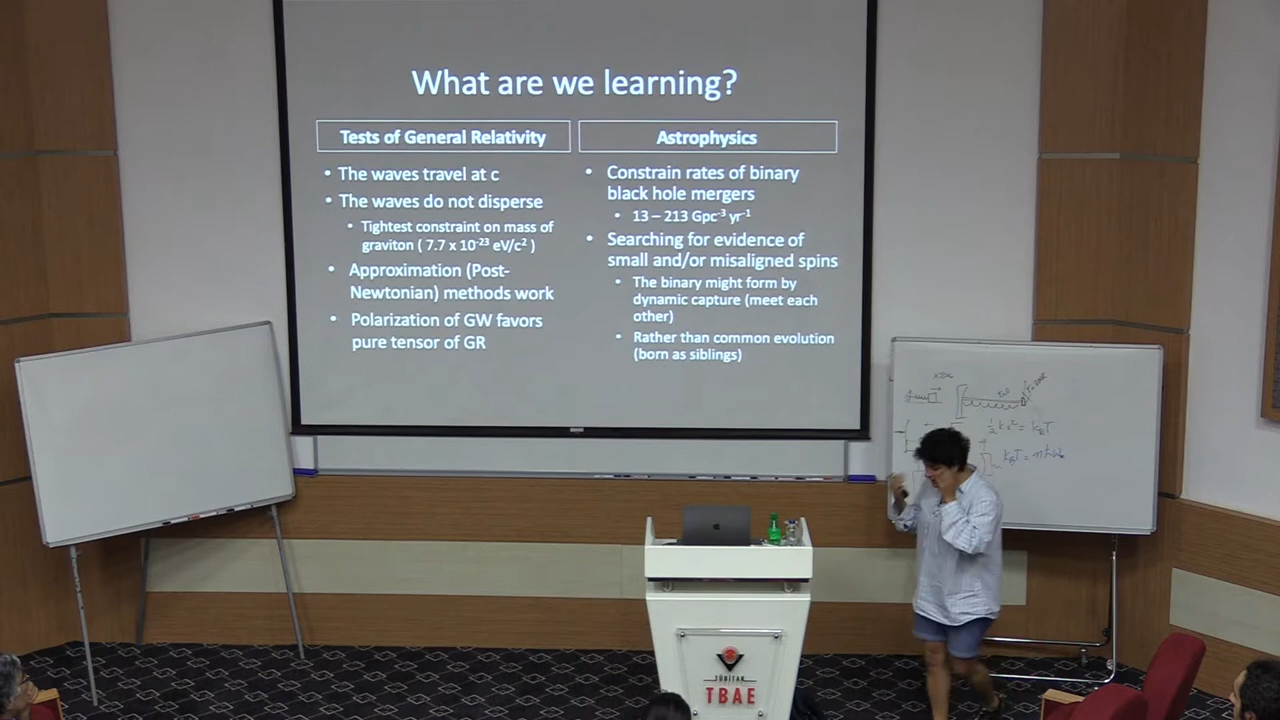 What are we learning?
Tests of General Relativity
• The waves travel at c
• The waves do not disperse
• Tightest constraint on mass of
graviton ( 7.7 x 10⁻²³ eV/c² )
• Approximation (Post-
Newtonian) methods work
• Polarization of GW favors
pure tensor of GR
Astrophysics
• Constrain rates of binary
black hole mergers
• 13 – 213 Gpc⁻³ yr⁻¹
• Searching for evidence of
small and/or misaligned spins
• The binary might form by
dynamic capture (meet each
other)
• Rather than common evolution
(born as siblings)
½ kx² = k_BT
k_BT = nħω
TÜBİTAK
TBAE